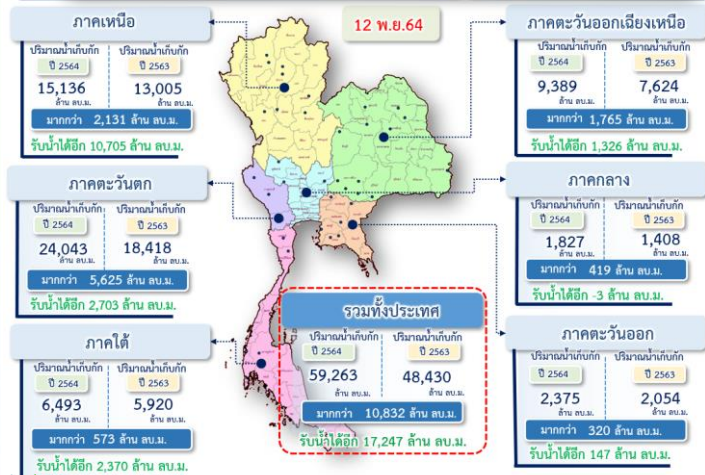 12 พ.ย.64
ภาคเหนือ
ปริมาณน้ำเก็บกัก ปริมาณน้ำเก็บกัก
ปี 2564 ปี 2563
15,136 13,005
ล้าน ลบ.ม. ล้าน ลบ.ม.
มากกว่า 2,131 ล้าน ลบ.ม.
รับน้ำได้อีก 10,705 ล้าน ลบ.ม.
ภาคตะวันออกเฉียงเหนือ
ปริมาณน้ำเก็บกัก ปริมาณน้ำเก็บกัก
ปี 2564 ปี 2563
9,389 7,624
ล้าน ลบ.ม. ล้าน ลบ.ม.
มากกว่า 1,765 ล้าน ลบ.ม.
รับน้ำได้อีก 1,326 ล้าน ลบ.ม.
ภาคตะวันตก
ปริมาณน้ำเก็บกัก ปริมาณน้ำเก็บกัก
ปี 2564 ปี 2563
24,043 18,418
ล้าน ลบ.ม. ล้าน ลบ.ม.
มากกว่า 5,625 ล้าน ลบ.ม.
รับน้ำได้อีก 2,703 ล้าน ลบ.ม.
ภาคกลาง
ปริมาณน้ำเก็บกัก ปริมาณน้ำเก็บกัก
ปี 2564 ปี 2563
1,827 1,408
ล้าน ลบ.ม. ล้าน ลบ.ม.
มากกว่า 419 ล้าน ลบ.ม.
รับน้ำได้อีก -3 ล้าน ลบ.ม.
ภาคใต้
ปริมาณน้ำเก็บกัก ปริมาณน้ำเก็บกัก
ปี 2564 ปี 2563
6,493 5,920
ล้าน ลบ.ม. ล้าน ลบ.ม.
มากกว่า 573 ล้าน ลบ.ม.
รับน้ำได้อีก 2,370 ล้าน ลบ.ม.
รวมทั้งประเทศ
ปริมาณน้ำเก็บกัก ปริมาณน้ำเก็บกัก
ปี 2564 ปี 2563
59,263 48,430
ล้าน ลบ.ม. ล้าน ลบ.ม.
มากกว่า 10,832 ล้าน ลบ.ม.
รับน้ำได้อีก 17,247 ล้าน ลบ.ม.
ภาคตะวันออก
ปริมาณน้ำเก็บกัก ปริมาณน้ำเก็บกัก
ปี 2564 ปี 2563
2,375 2,054
ล้าน ลบ.ม. ล้าน ลบ.ม.
มากกว่า 320 ล้าน ลบ.ม.
รับน้ำได้อีก 147 ล้าน ลบ.ม.